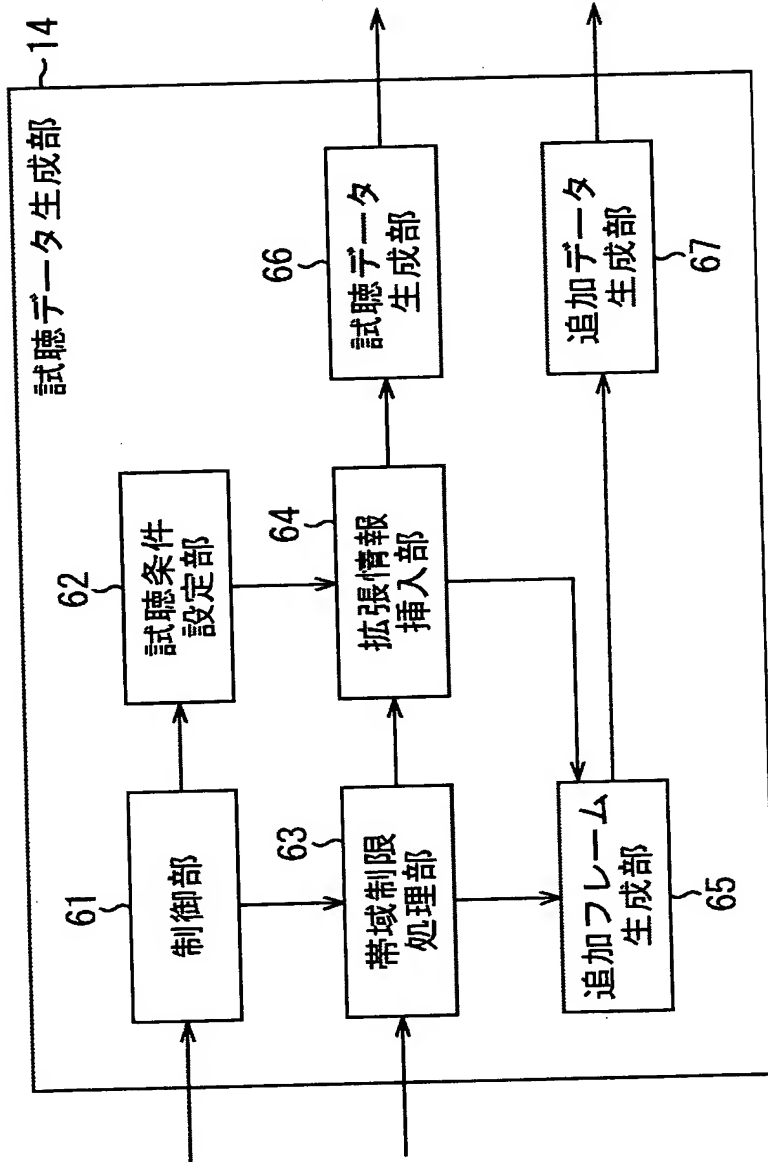 試聴データ生成部
14
61
制御部
62
試聴条件
設定部
63
帯域制限
処理部
64
拡張情報
挿入部
66
試聴データ
生成部
追加フレーム
生成部
65
追加データ
生成部
67